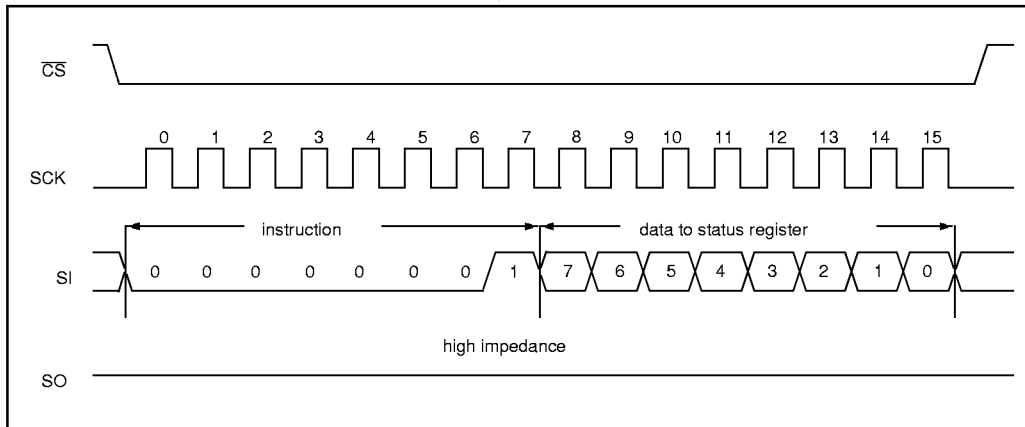 CS
0 1 2 3 4 5 6 7 8 9 10 11 12 13 14 15
SCK
instruction data to status register
SI 0 0 0 0 0 0 0 1 7 6 5 4 3 2 1 0
high impedance
SO